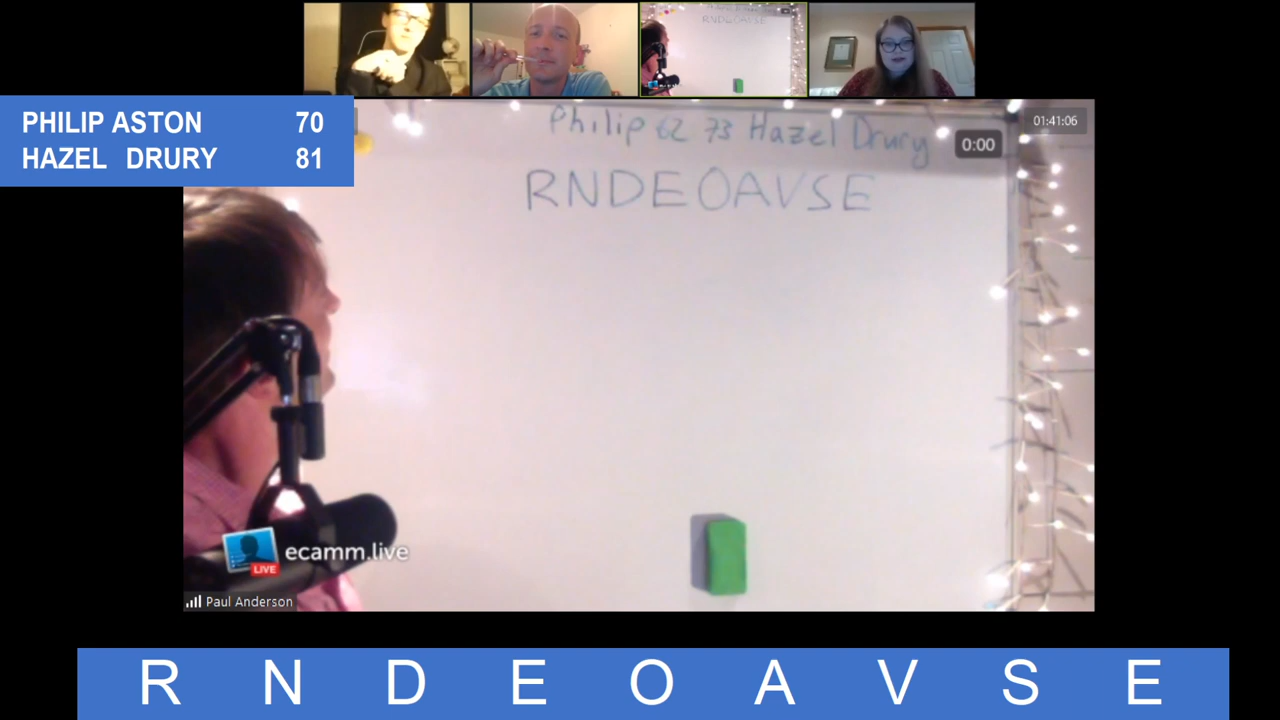 RNDEOAVSE
PHILIP ASTON 70
HAZEL DRURY 81
Philip 62 73 Hazel Drury
01:41:06
0:00
RNDEOAVSE
ecamm.live
LIVE
Paul Anderson
R N D E O A V S E